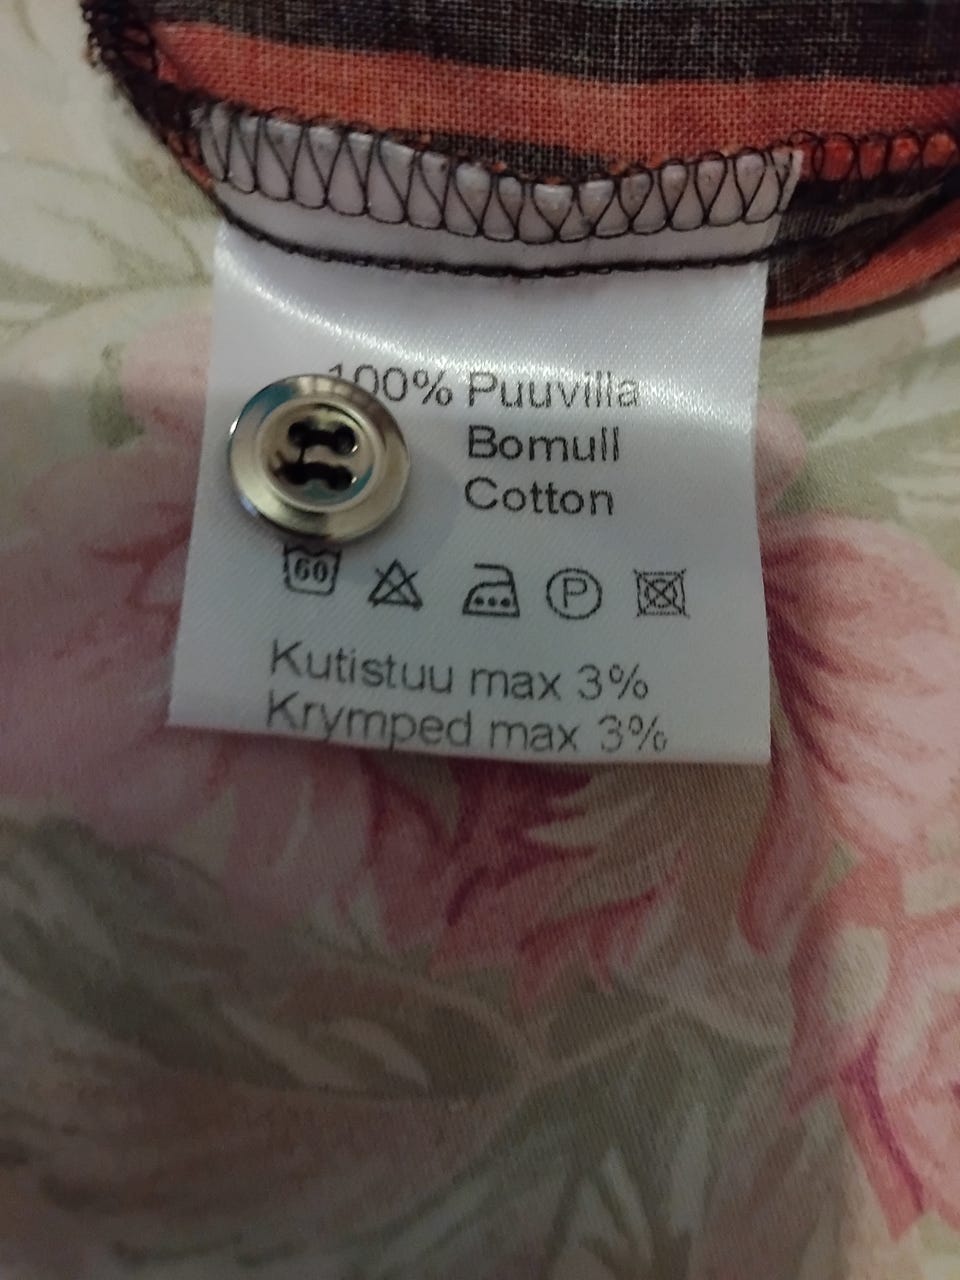 100% Puuvilla
Bomull
Cotton
60 P
Kutistuu max 3%
Krymped max 3%